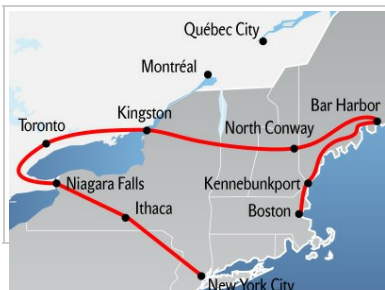 Québec City
Montréal
Kingston
Bar Harbor
Toronto
North Conway
Niagara Falls
Kennebunkport
Ithaca
Boston
New York City